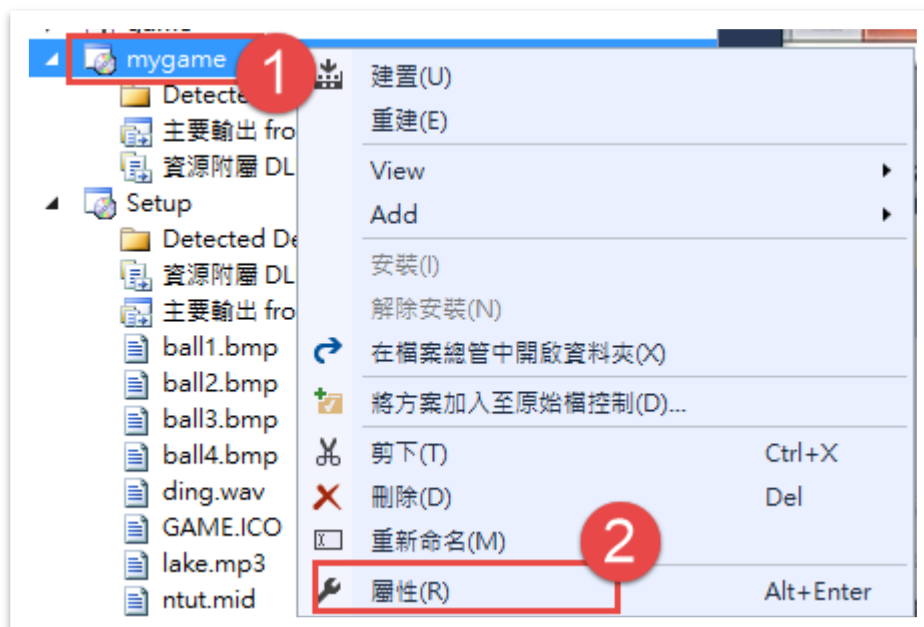 mygame
1
Detecte
主要輸出 fro
資源附屬 DL
Setup
Detected De
資源附屬 DL
主要輸出 fro
ball1.bmp
ball2.bmp
ball3.bmp
ball4.bmp
ding.wav
GAME.ICO
lake.mp3
ntut.mid
建置(U)
重建(E)
View
Add
安裝(I)
解除安裝(N)
在檔案總管中開啟資料夾(X)
將方案加入至原始檔控制(D)...
剪下(T) Ctrl+X
刪除(D) Del
重新命名(M)
2
屬性(R) Alt+Enter